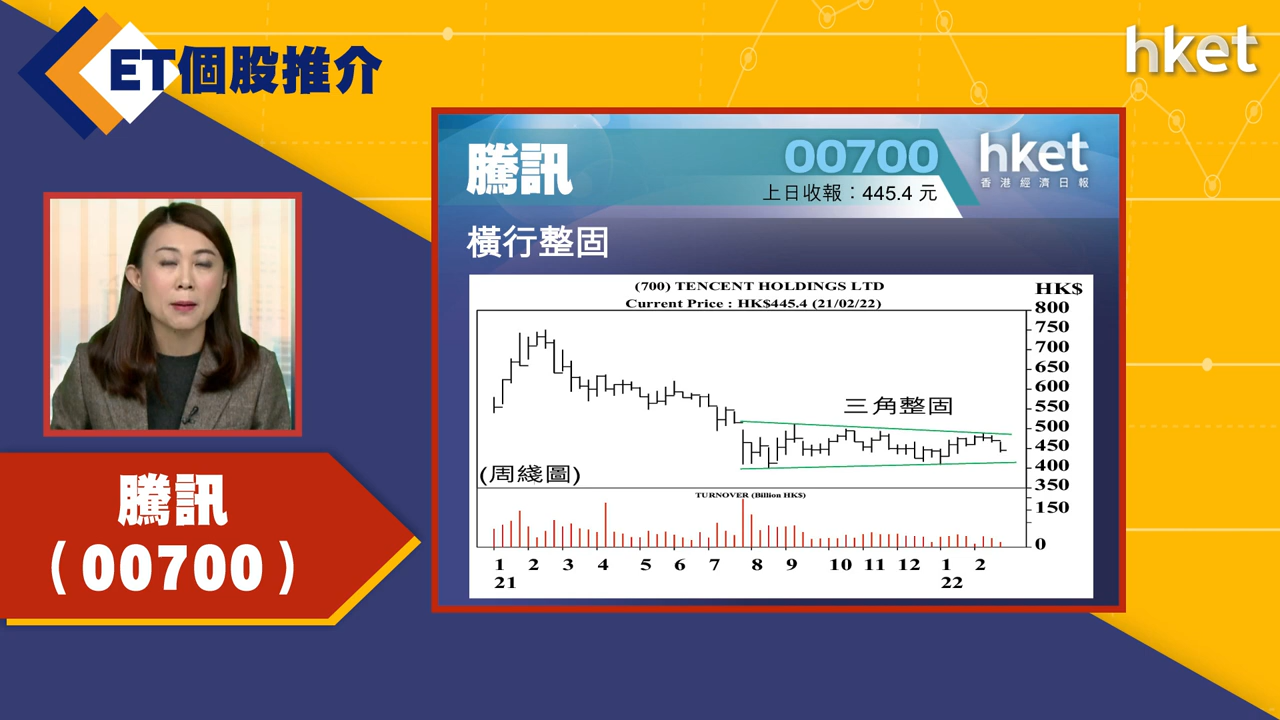 ET個股推介
hket
騰訊
00700
上日收報：445.4 元
hket
香港經濟日報
橫行整固
(700) TENCENT HOLDINGS LTD
Current Price : HK$445.4 (21/02/22)
HK$
800
750
700
650
600
550
500
450
400
350
三角整固
(周綫圖)
TURNOVER (Billion HK$)
150
0
1 2 3 4 5 6 7 8 9 10 11 12 1 2
21 22
騰訊
（00700）